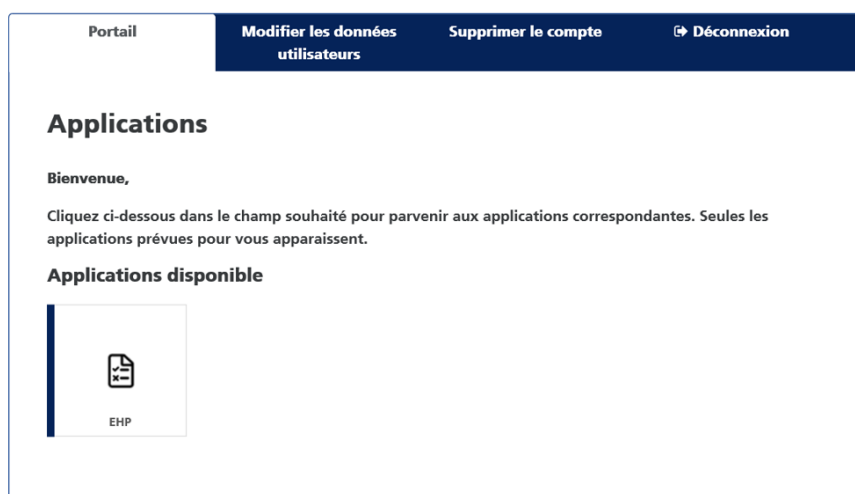 Portail
Modifier les données
utilisateurs
Supprimer le compte
Déconnexion
Applications
Bienvenue,
Cliquez ci-dessous dans le champ souhaité pour parvenir aux applications correspondantes. Seules les
applications prévues pour vous apparaissent.
Applications disponible
EHP